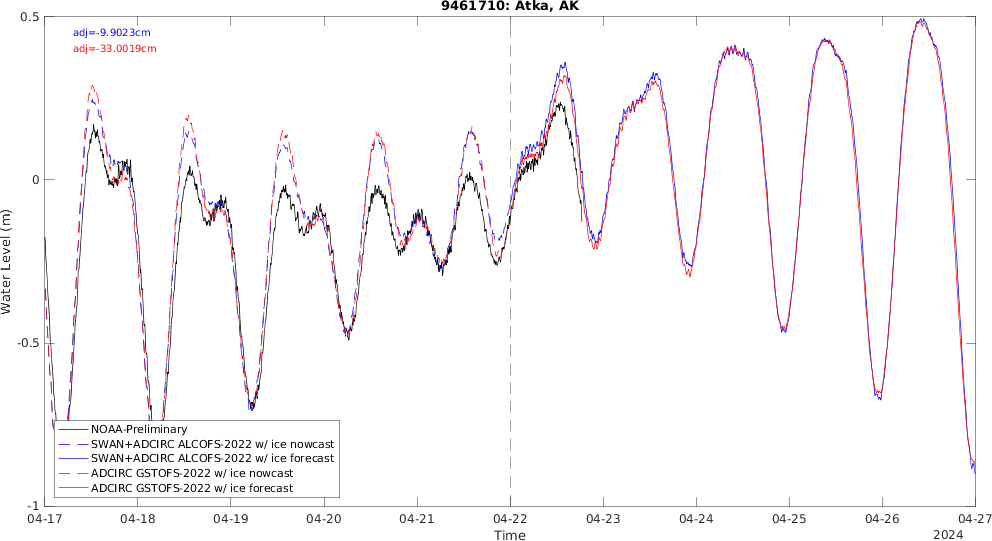 9461710: Atka, AK
adj=-9.9023cm
adj=-33.0019cm
0.5
0
-0.5
-1
Water Level (m)
NOAA-Preliminary
SWAN+ADCIRC ALCOFS-2022 w/ ice nowcast
SWAN+ADCIRC ALCOFS-2022 w/ ice forecast
ADCIRC GSTOFS-2022 w/ ice nowcast
ADCIRC GSTOFS-2022 w/ ice forecast
04-17 04-18 04-19 04-20 04-21 04-22 04-23 04-24 04-25 04-26 04-27
Time
2024